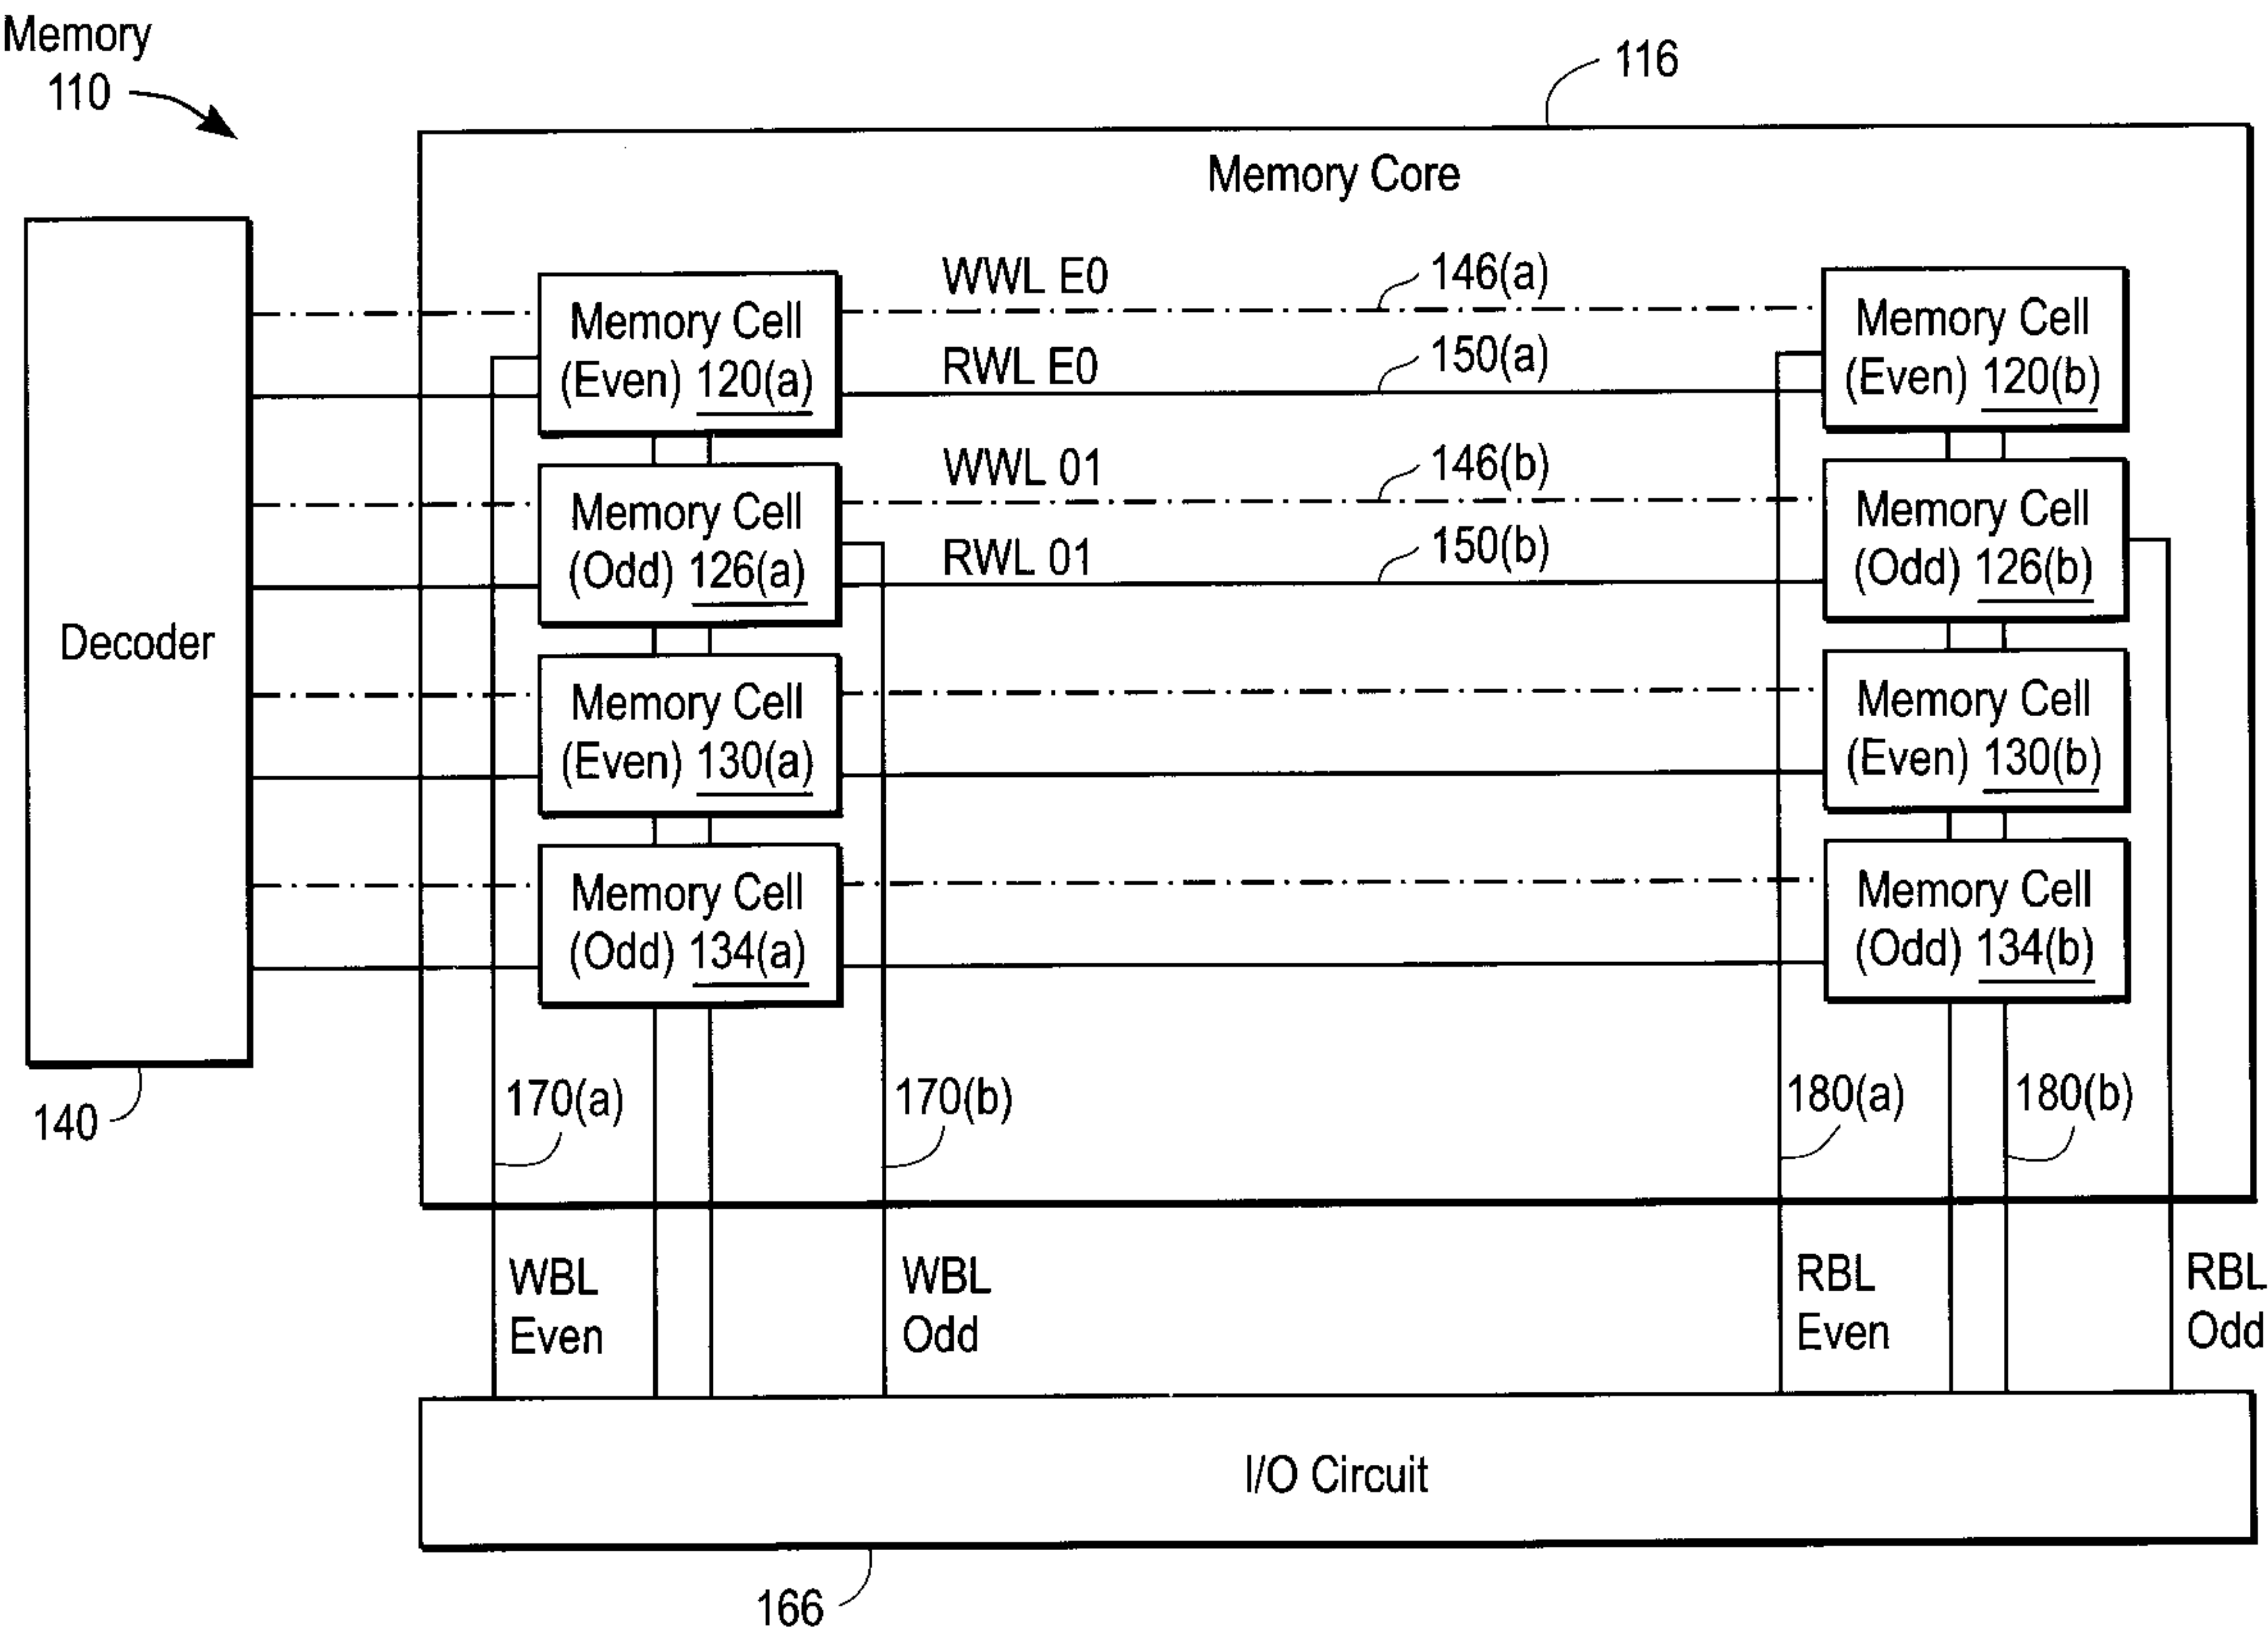 Memory
110
116
Memory Core
Decoder
140
Memory Cell
(Even) 120(a)
Memory Cell
(Odd) 126(a)
Memory Cell
(Even) 130(a)
Memory Cell
(Odd) 134(a)
WWL E0
146(a)
RWL E0
150(a)
WWL 01
146(b)
RWL 01
150(b)
Memory Cell
(Even) 120(b)
Memory Cell
(Odd) 126(b)
Memory Cell
(Even) 130(b)
Memory Cell
(Odd) 134(b)
170(a)
170(b)
180(a)
180(b)
WBL
Even
WBL
Odd
RBL
Even
RBL
Odd
I/O Circuit
166